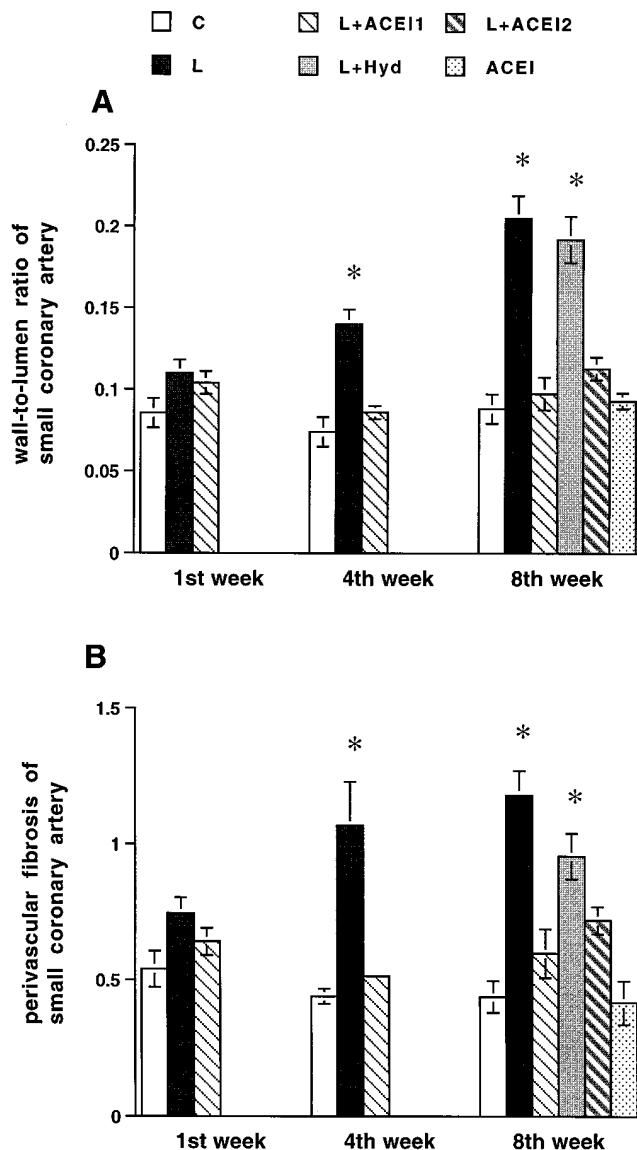 C
L+ACEI1
L+ACEI2
L
L+Hyd
ACEI
A
wall-to-lumen ratio of
small coronary artery
0.25
0.2
0.15
0.1
0.05
0
*
*
*
1st week
4th week
8th week
B
perivascular fibrosis of
small coronary artery
1.5
1
0.5
0
*
*
*
1st week
4th week
8th week